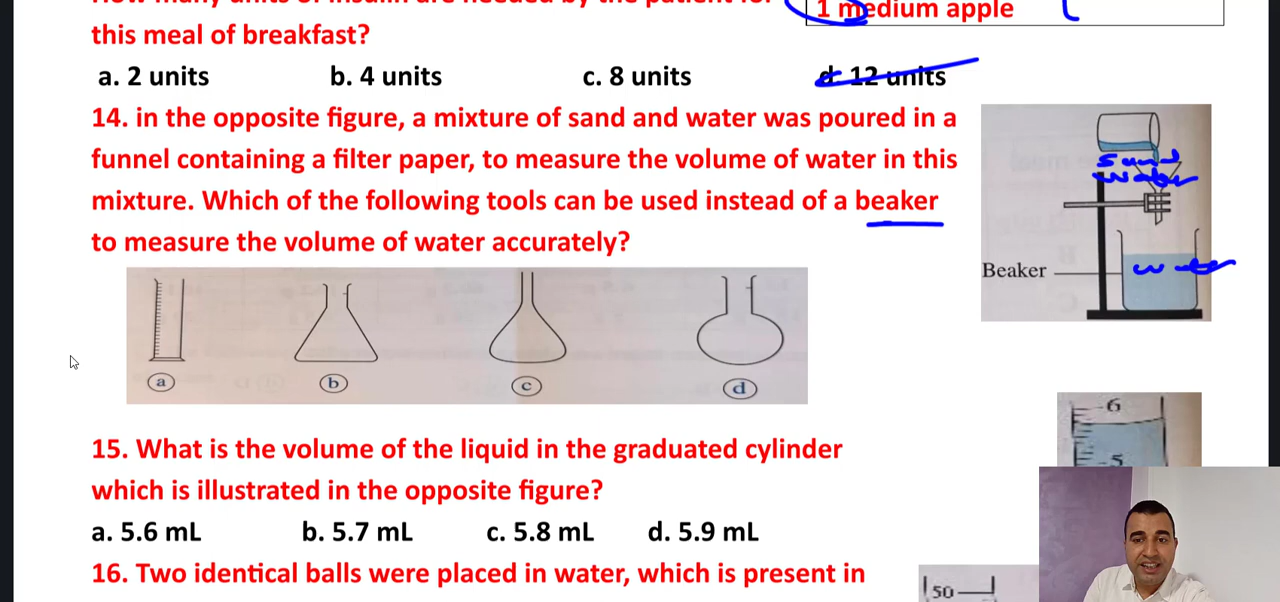 1 medium apple
this meal of breakfast?
a. 2 units b. 4 units c. 8 units d. 12 units
14. in the opposite figure, a mixture of sand and water was poured in a
funnel containing a filter paper, to measure the volume of water in this
mixture. Which of the following tools can be used instead of a beaker
to measure the volume of water accurately?
sand
water
Beaker
water
a b c d
15. What is the volume of the liquid in the graduated cylinder
which is illustrated in the opposite figure?
6
5
a. 5.6 mL b. 5.7 mL c. 5.8 mL d. 5.9 mL
16. Two identical balls were placed in water, which is present in
50